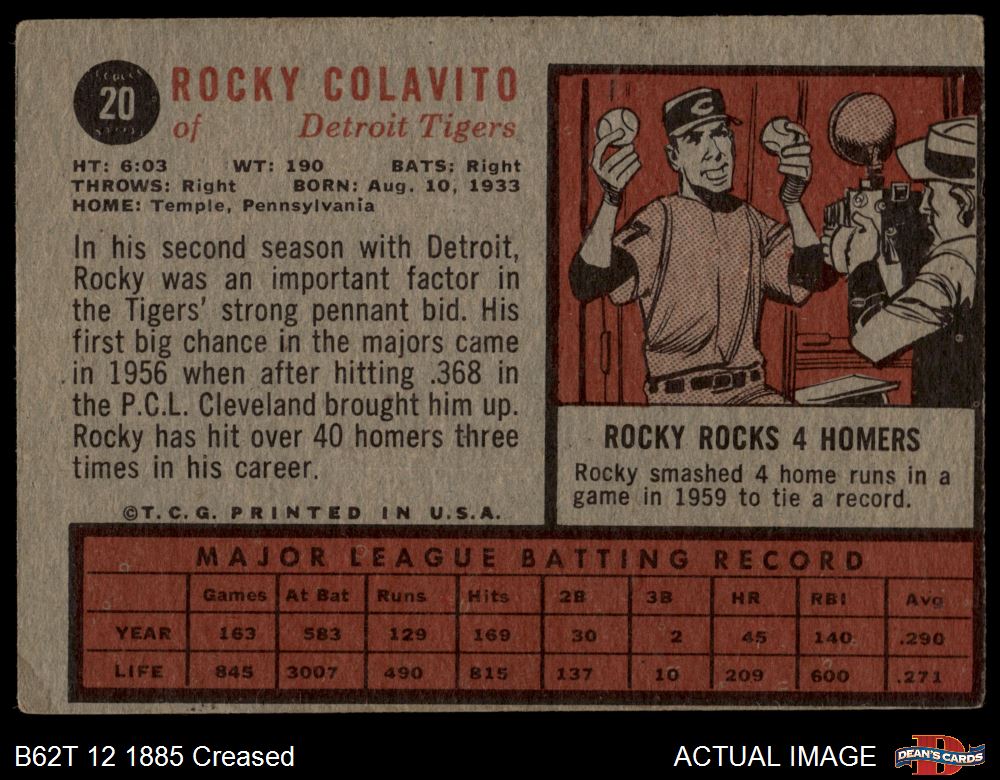 20
ROCKY COLAVITO
of Detroit Tigers
HT: 6:03 WT: 190 BATS: Right
THROWS: Right BORN: Aug. 10, 1933
HOME: Temple, Pennsylvania
In his second season with Detroit,
Rocky was an important factor in
the Tigers' strong pennant bid. His
first big chance in the majors came
in 1956 when after hitting .368 in
the P.C.L. Cleveland brought him up.
Rocky has hit over 40 homers three
times in his career.
©T.C.G. PRINTED IN U.S.A.
C
7
ROCKY ROCKS 4 HOMERS
Rocky smashed 4 home runs in a
game in 1959 to tie a record.
MAJOR LEAGUE BATTING RECORD
Games At Bat Runs Hits 2B 3B HR RBI Avg
YEAR 163 583 129 169 30 2 45 140 .290
LIFE 845 3007 490 815 137 10 209 600 .271
B62T 12 1885 Creased
ACTUAL IMAGE
D
DEAN'S CARDS